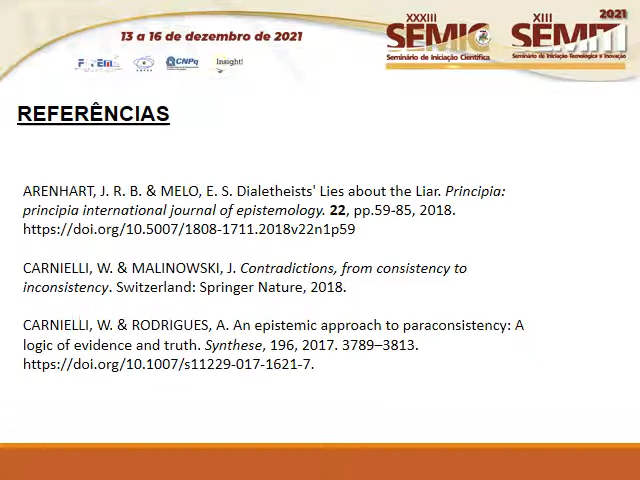 2021
XXXIII
SEMIC
Seminário de Iniciação Científica
XIII
SEMIT
Seminário de Iniciação Tecnológica e Inovação
13 a 16 de dezembro de 2021
CNPq
Insight!
REFERÊNCIAS
ARENHART, J. R. B. & MELO, E. S. Dialetheists' Lies about the Liar. Principia:
principia international journal of epistemology. 22, pp.59-85, 2018.
https://doi.org/10.5007/1808-1711.2018v22n1p59
CARNIELLI, W. & MALINOWSKI, J. Contradictions, from consistency to
inconsistency. Switzerland: Springer Nature, 2018.
CARNIELLI, W. & RODRIGUES, A. An epistemic approach to paraconsistency: A
logic of evidence and truth. Synthese, 196, 2017. 3789–3813.
https://doi.org/10.1007/s11229-017-1621-7.